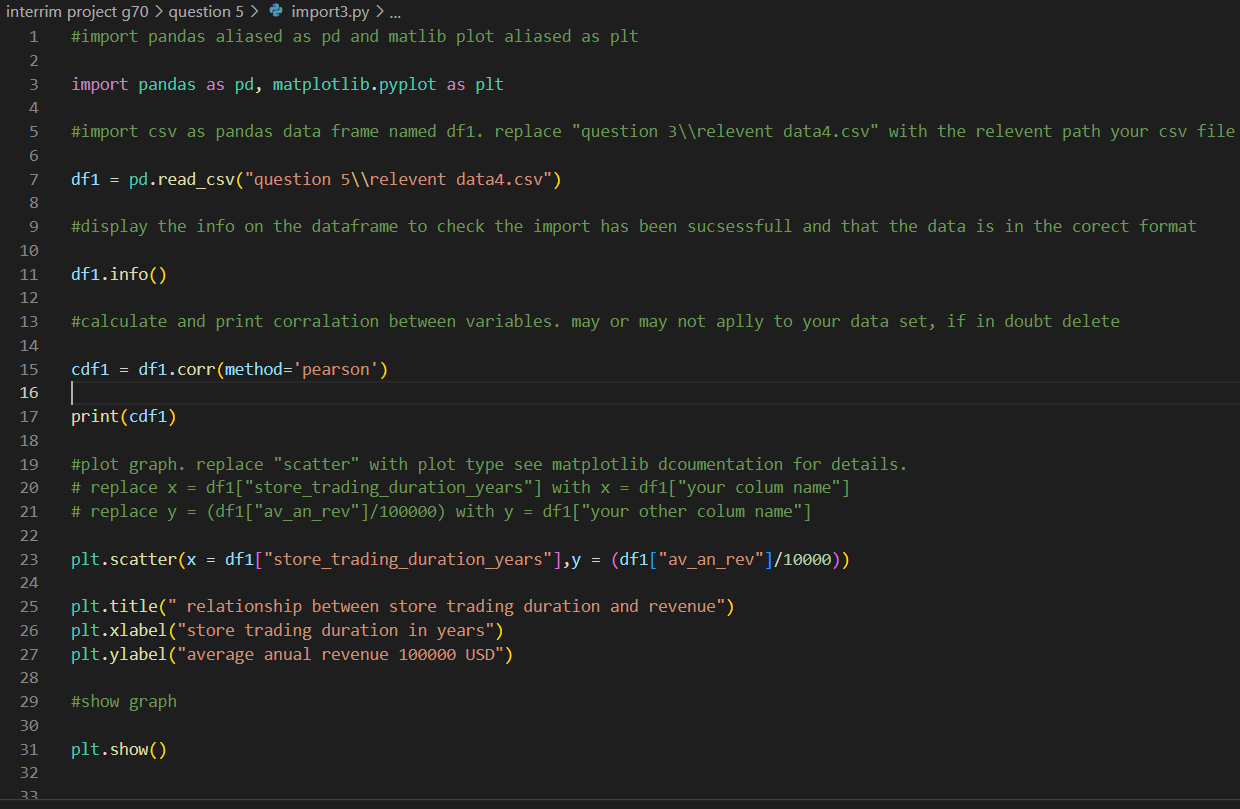 interrim project g70 > question 5 > import3.py > ...
1 #import pandas aliased as pd and matlib plot aliased as plt
2
3 import pandas as pd, matplotlib.pyplot as plt
4
5 #import csv as pandas data frame named df1. replace "question 3\\relevent data4.csv" with the relevent path your csv file
6
7 df1 = pd.read_csv("question 5\\relevent data4.csv")
8
9 #display the info on the dataframe to check the import has been sucsessfull and that the data is in the corect format
10
11 df1.info()
12
13 #calculate and print corralation between variables. may or may not aplly to your data set, if in doubt delete
14
15 cdf1 = df1.corr(method='pearson')
16
17 print(cdf1)
18
19 #plot graph. replace "scatter" with plot type see matplotlib dcoumentation for details.
20 # replace x = df1["store_trading_duration_years"] with x = df1["your colum name"]
21 # replace y = (df1["av_an_rev"]/100000) with y = df1["your other colum name"]
22
23 plt.scatter(x = df1["store_trading_duration_years"],y = (df1["av_an_rev"]/10000))
24
25 plt.title(" relationship between store trading duration and revenue")
26 plt.xlabel("store trading duration in years")
27 plt.ylabel("average anual revenue 100000 USD")
28
29 #show graph
30
31 plt.show()
32
33